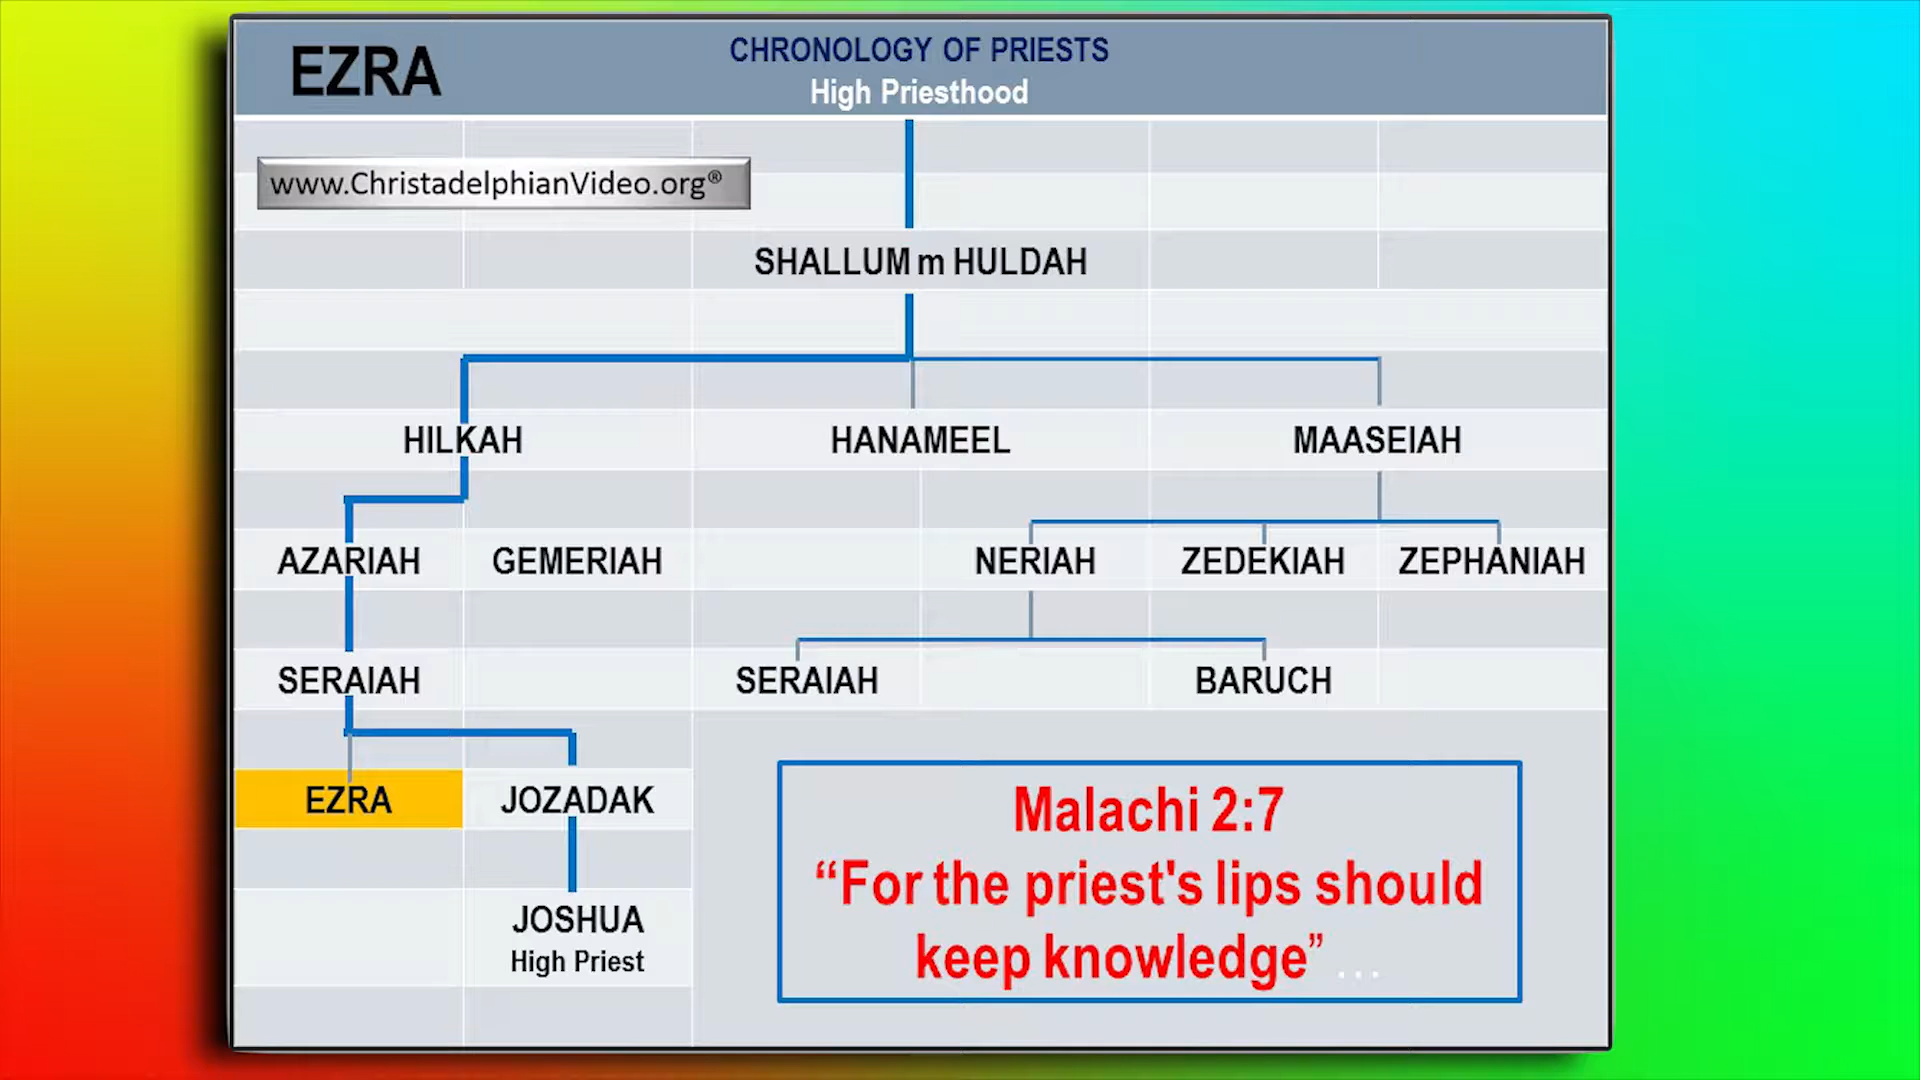 EZRA
CHRONOLOGY OF PRIESTS
High Priesthood
www.ChristadelphianVideo.org®
SHALLUM m HULDAH
HILKAH HANAMEEL MAASEIAH
AZARIAH GEMERIAH NERIAH ZEDEKIAH ZEPHANIAH
SERAIAH SERAIAH BARUCH
EZRA JOZADAK
JOSHUA
High Priest
Malachi 2:7
“For the priest's lips should
keep knowledge” ...